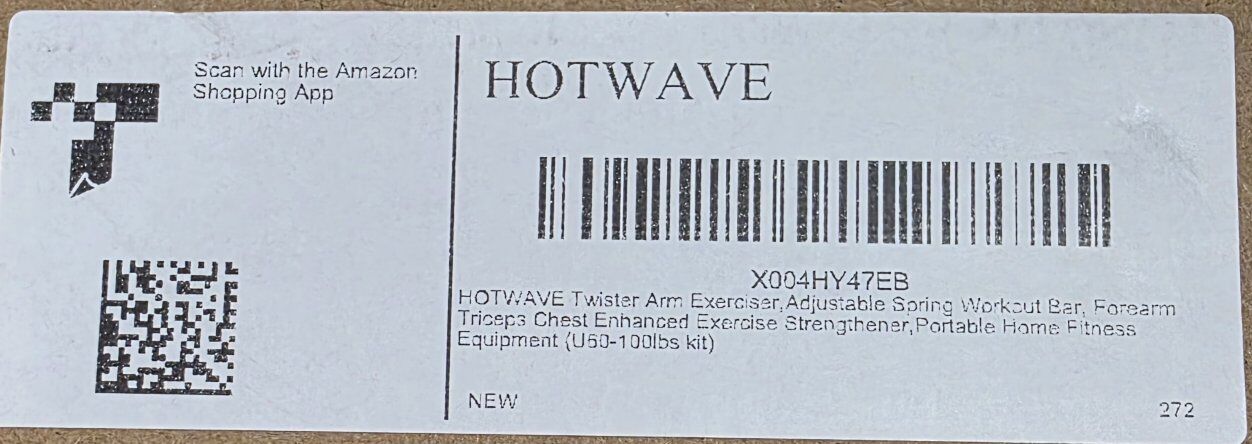 Scan with the Amazon
Shopping App
HOTWAVE
X004HY47EB
HOTWAVE Twister Arm Exerciser,Adjustable Spring Workout Bar, Forearm
Triceps Chest Enhanced Exercise Strengthener,Portable Home Fitness
Equipment (U50-100lbs kit)
NEW
272